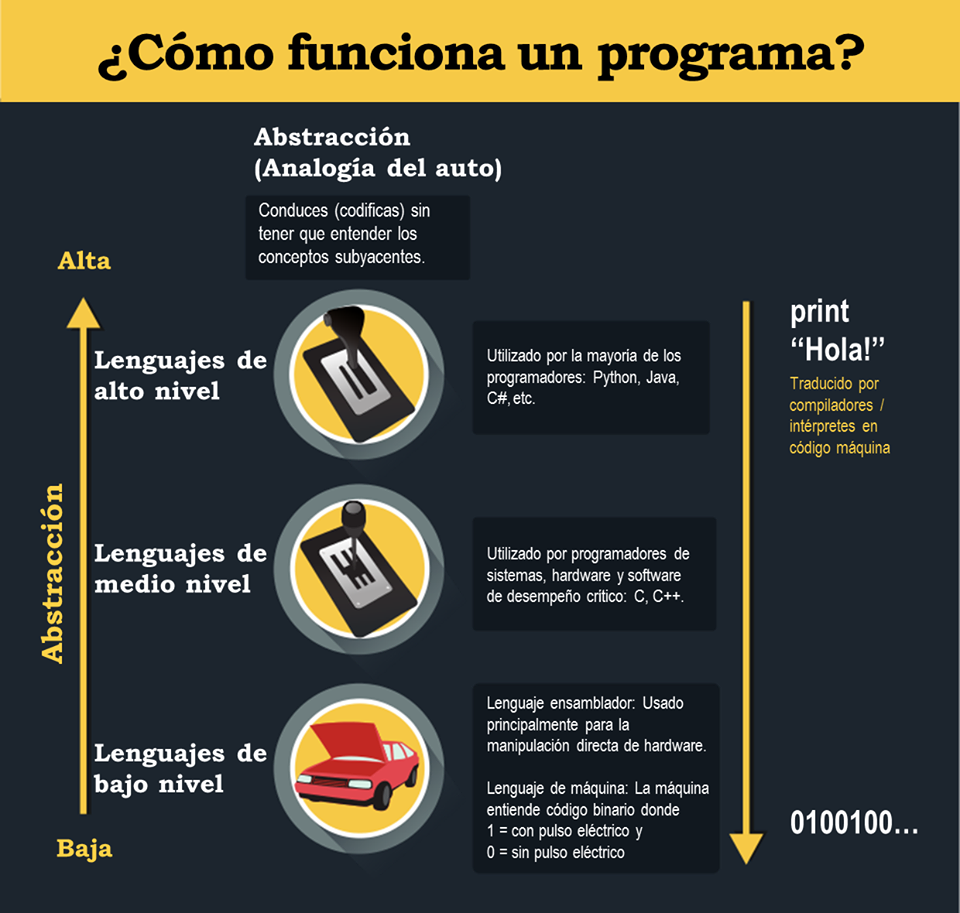 ¿Cómo funciona un programa?
Abstracción
(Analogía del auto)
Conduces (codificas) sin
tener que entender los
conceptos subyacentes.
Alta
Abstracción
Baja
Lenguajes de
alto nivel
Utilizado por la mayoria de los
programadores: Python, Java,
C#, etc.
Lenguajes de
medio nivel
Utilizado por programadores de
sistemas, hardware y software
de desempeño critico: C, C++.
Lenguajes de
bajo nivel
Lenguaje ensamblador: Usado
principalmente para la
manipulación directa de hardware.
Lenguaje de máquina: La máquina
entiende código binario donde
1 = con pulso eléctrico y
0 = sin pulso eléctrico
print
“Hola!”
Traducido por
compiladores /
intérpretes en
código máquina
0100100...